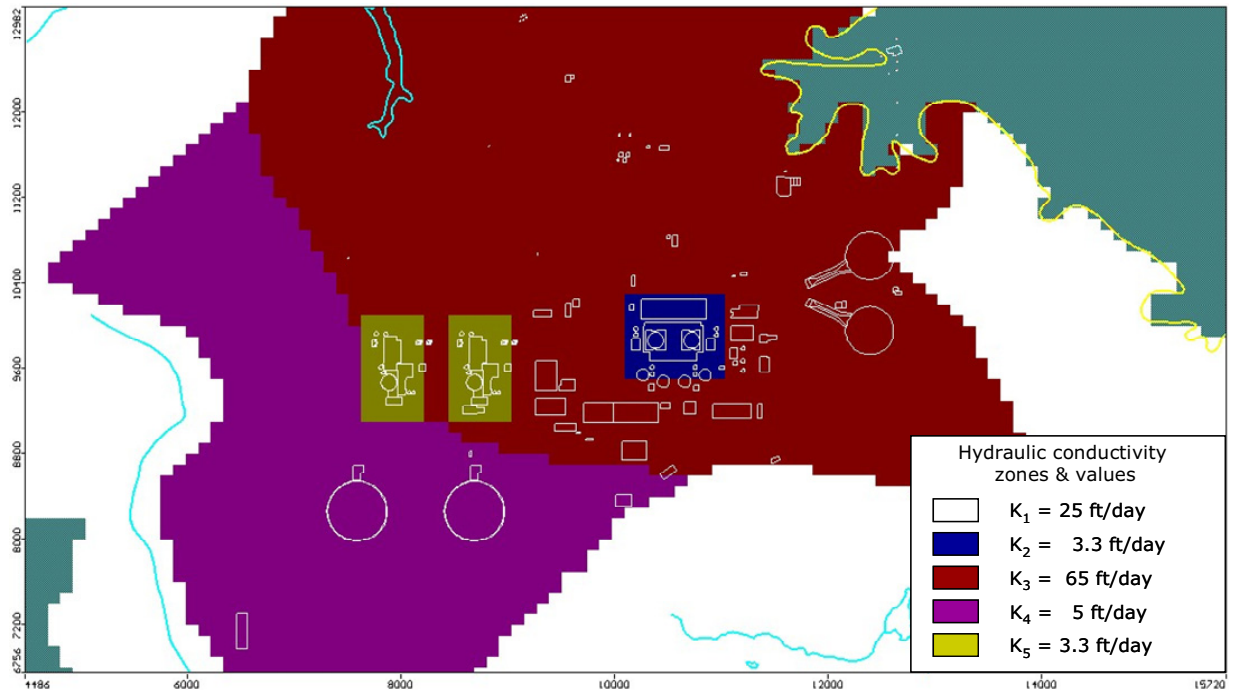 12982
12000
11200
10400
9600
8800
8000
7200
6756
4486
6000
8000
10000
12000
14000
15720
Hydraulic conductivity
zones & values
K1 = 25 ft/day
K2 = 3.3 ft/day
K3 = 65 ft/day
K4 = 5 ft/day
K5 = 3.3 ft/day